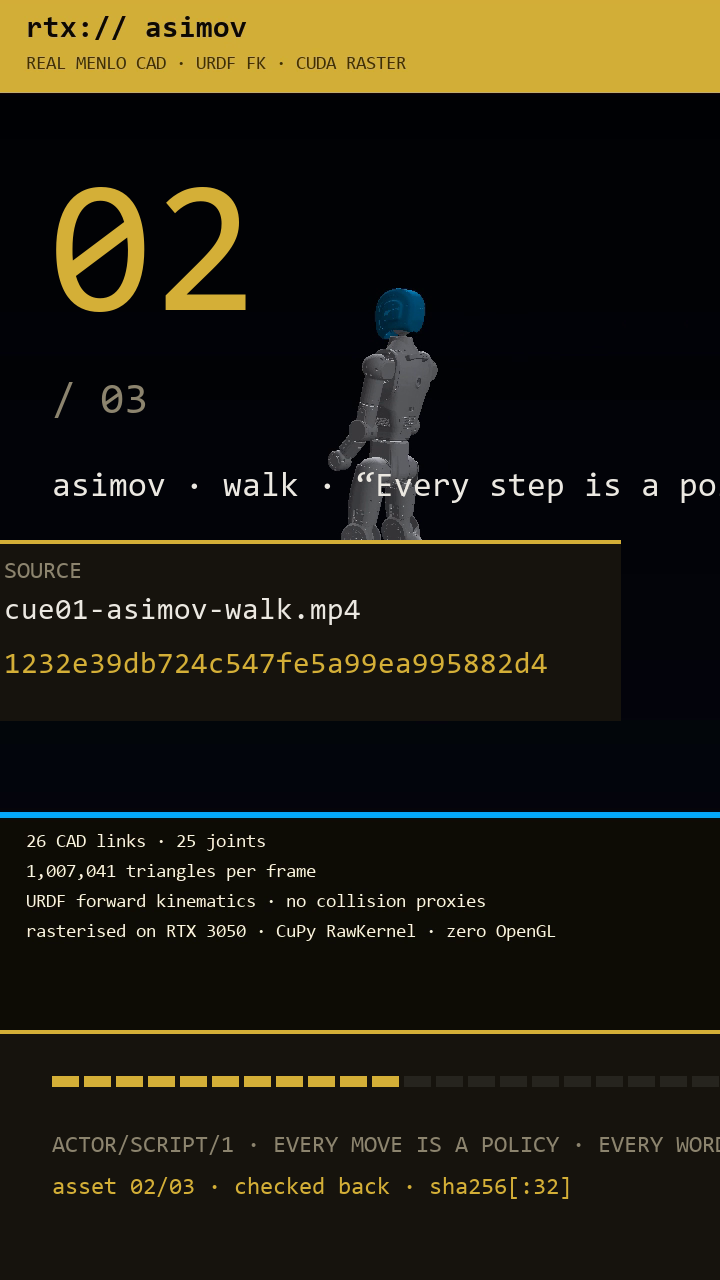 rtx:// asimov
REAL MENLO CAD · URDF FK · CUDA RASTER
02
/ 03
asimov · walk · “Every step is a po
SOURCE
cue01-asimov-walk.mp4
1232e39db724c547fe5a99ea995882d4
26 CAD links · 25 joints
1,007,041 triangles per frame
URDF forward kinematics · no collision proxies
rasterised on RTX 3050 · CuPy RawKernel · zero OpenGL
ACTOR/SCRIPT/1 · EVERY MOVE IS A POLICY · EVERY WORD
asset 02/03 · checked back · sha256[:32]